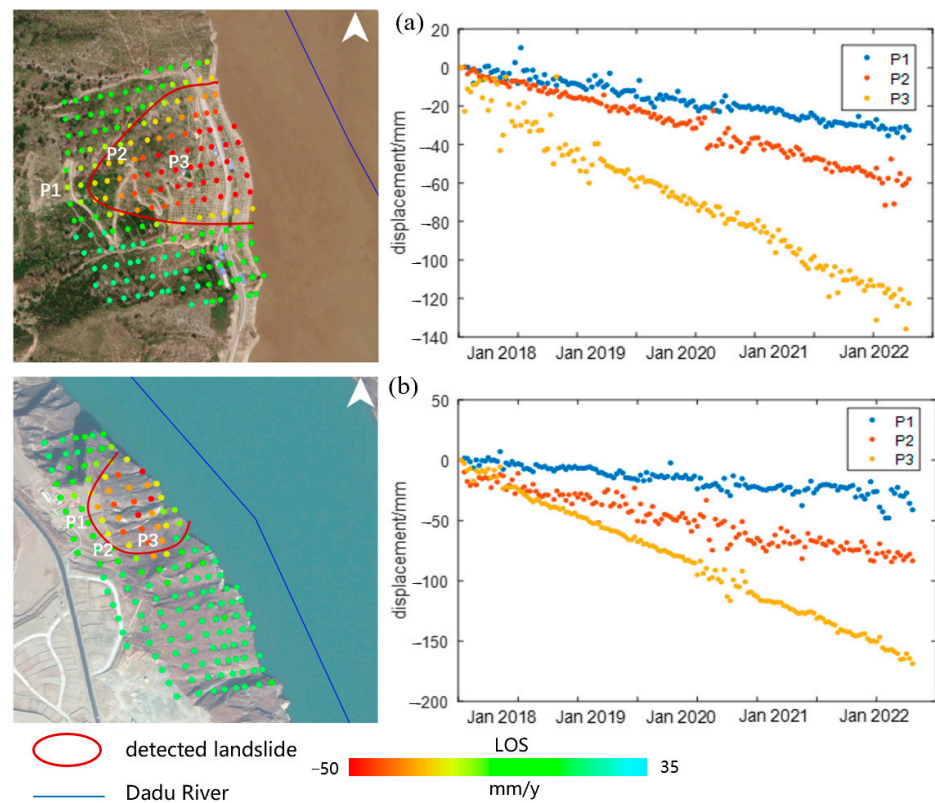 (a)
P1
P2
P3
20
0
−20
−40
−60
−80
−100
−120
−140
displacement/mm
Jan 2018 Jan 2019 Jan 2020 Jan 2021 Jan 2022
P1
P2
P3
(b)
P1
P2
P3
50
0
−50
−100
−150
−200
displacement/mm
Jan 2018 Jan 2019 Jan 2020 Jan 2021 Jan 2022
P1
P2
P3
detected landslide
Dadu River
LOS
−50 35
mm/y